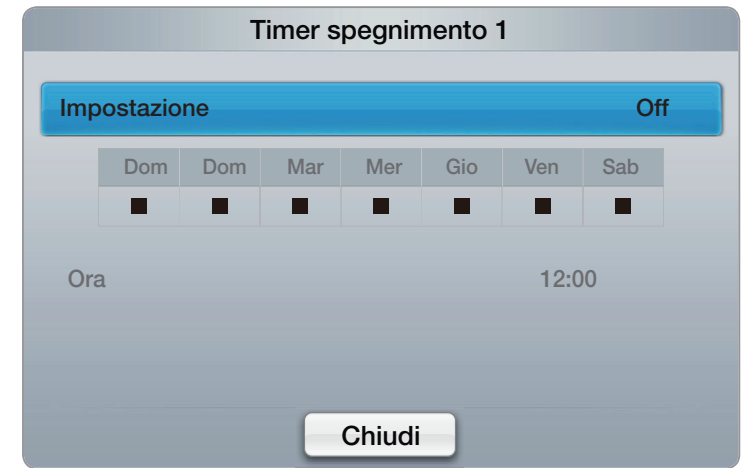 Timer spegnimento 1
Impostazione Off
Dom Dom Mar Mer Gio Ven Sab
Ora 12:00
Chiudi